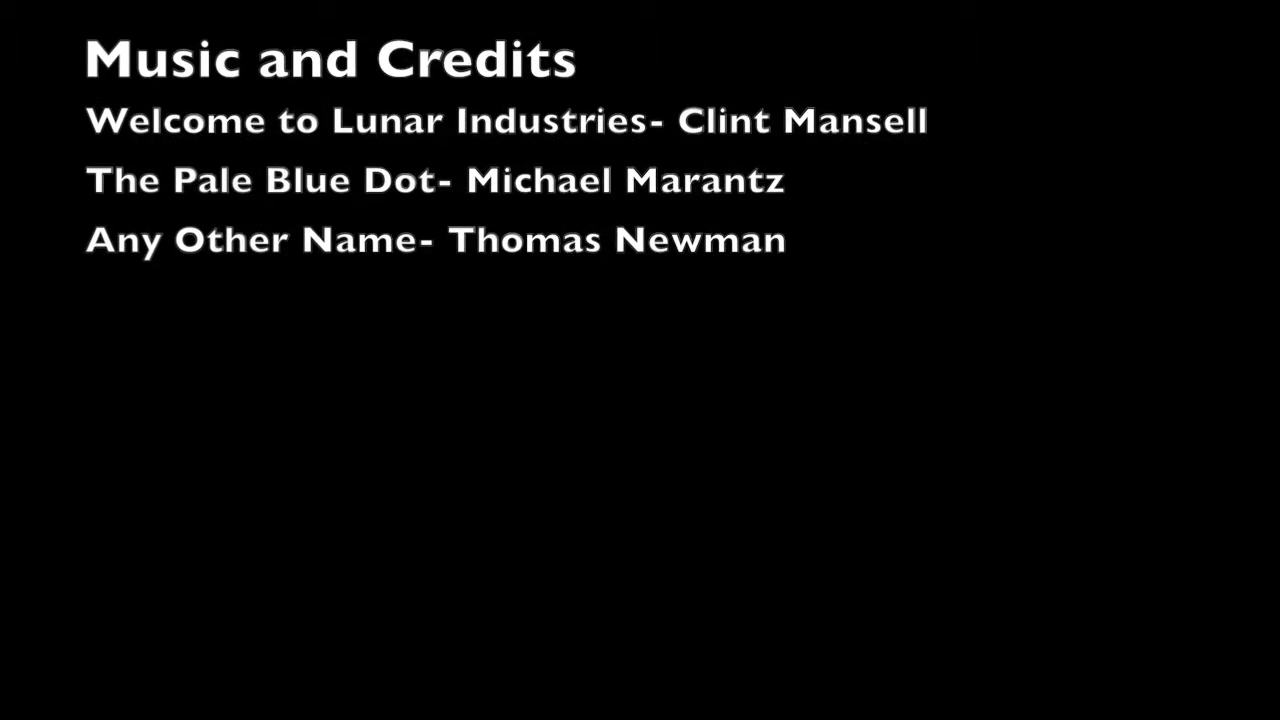 Music and Credits
Welcome to Lunar Industries- Clint Mansell
The Pale Blue Dot- Michael Marantz
Any Other Name- Thomas Newman